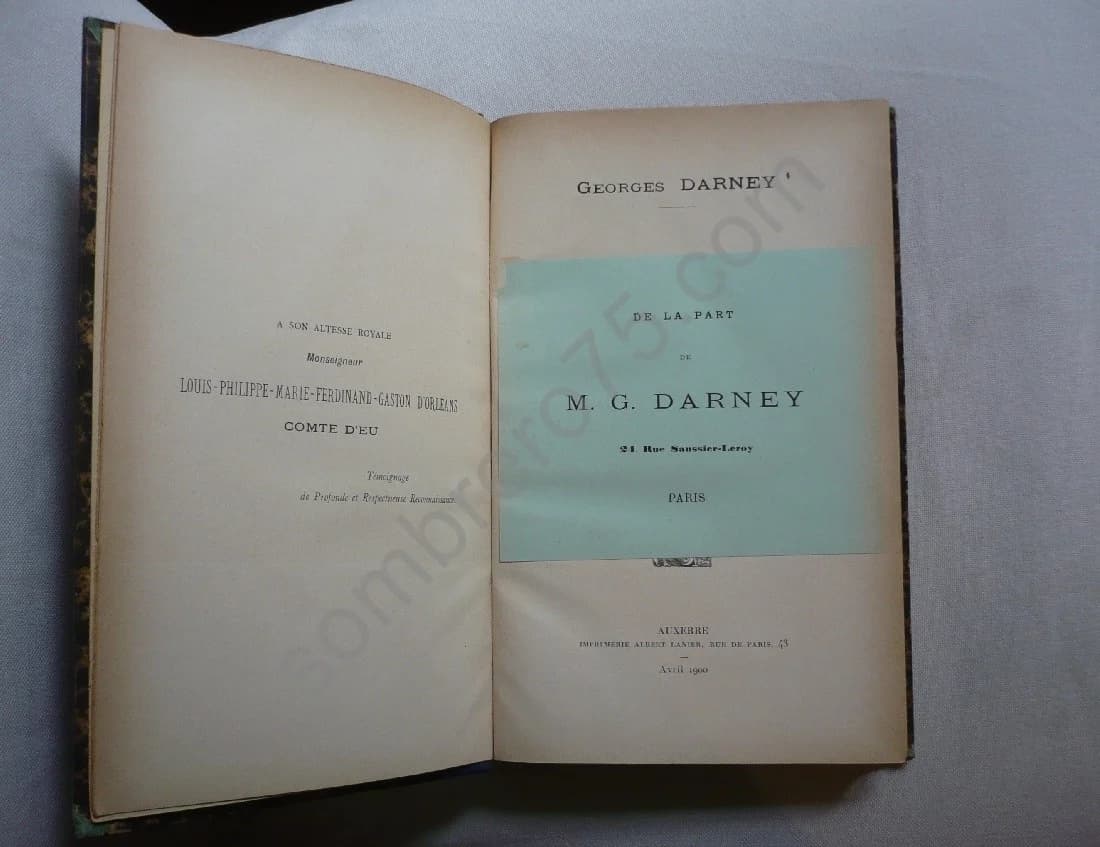 A SON ALTESSE ROYALE
Monseigneur
LOUIS-PHILIPPE-MARIE-FERDINAND-GASTON D'ORLEANS
COMTE D'EU
Témoignage
de Profonde et Respectueuse Reconnaissance.
GEORGES DARNEY
DE LA PART
DE
M. G. DARNEY
21 Rue Saussier-Leroy
PARIS
AUXERRE
IMPRIMERIE ALBERT LANIER, RUE DE PARIS, 43
Avril 1900
sombrero75.com